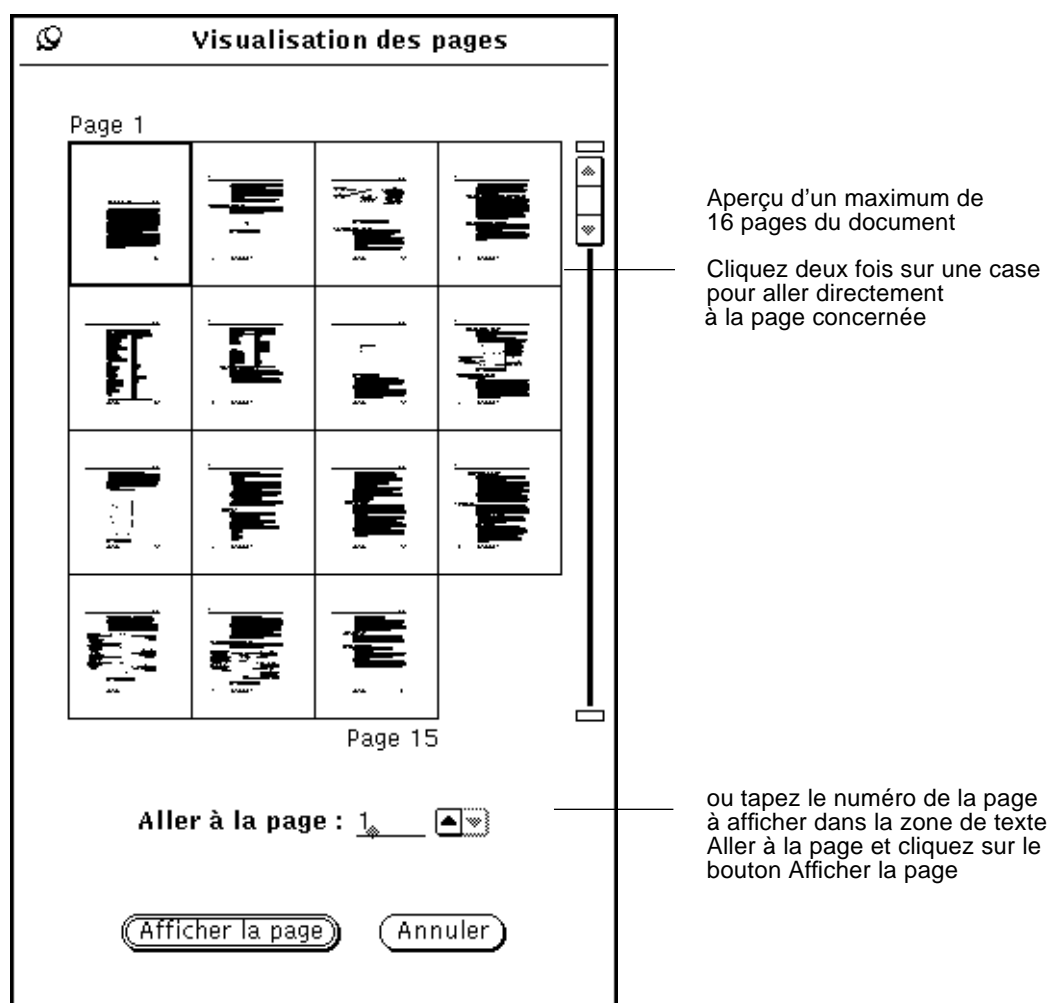 Visualisation des pages
Page 1
Aperçu d'un maximum de
16 pages du document
Cliquez deux fois sur une case
pour aller directement
à la page concernée
Page 15
Aller à la page : 1
ou tapez le numéro de la page
à afficher dans la zone de texte
Aller à la page et cliquez sur le
bouton Afficher la page
Afficher la page
Annuler